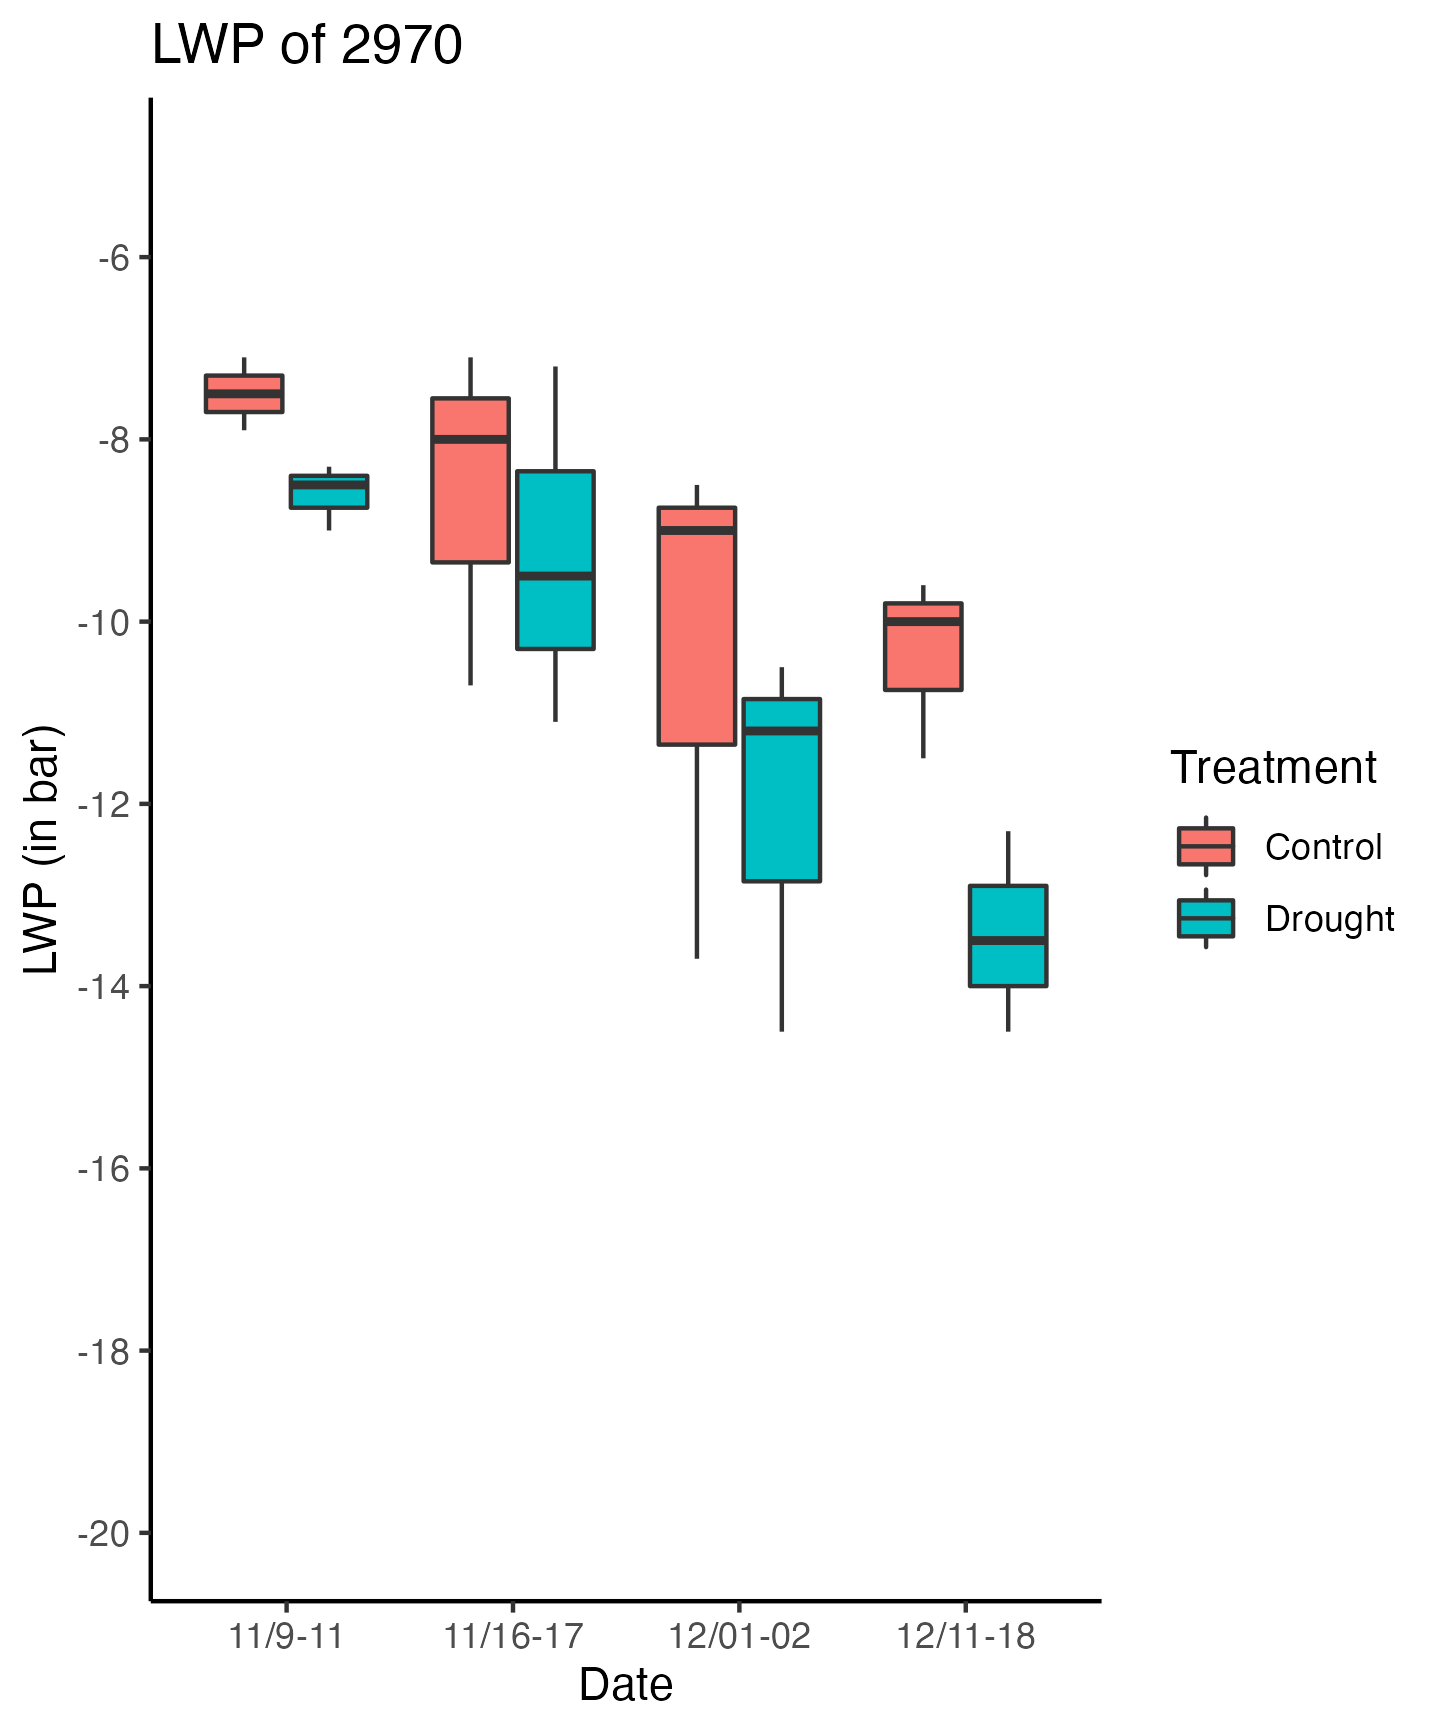 LWP of 2970
LWP (in bar)
-6
-8
-10
-12
-14
-16
-18
-20
11/9-11
11/16-17
12/01-02
12/11-18
Date
Treatment
Control
Drought